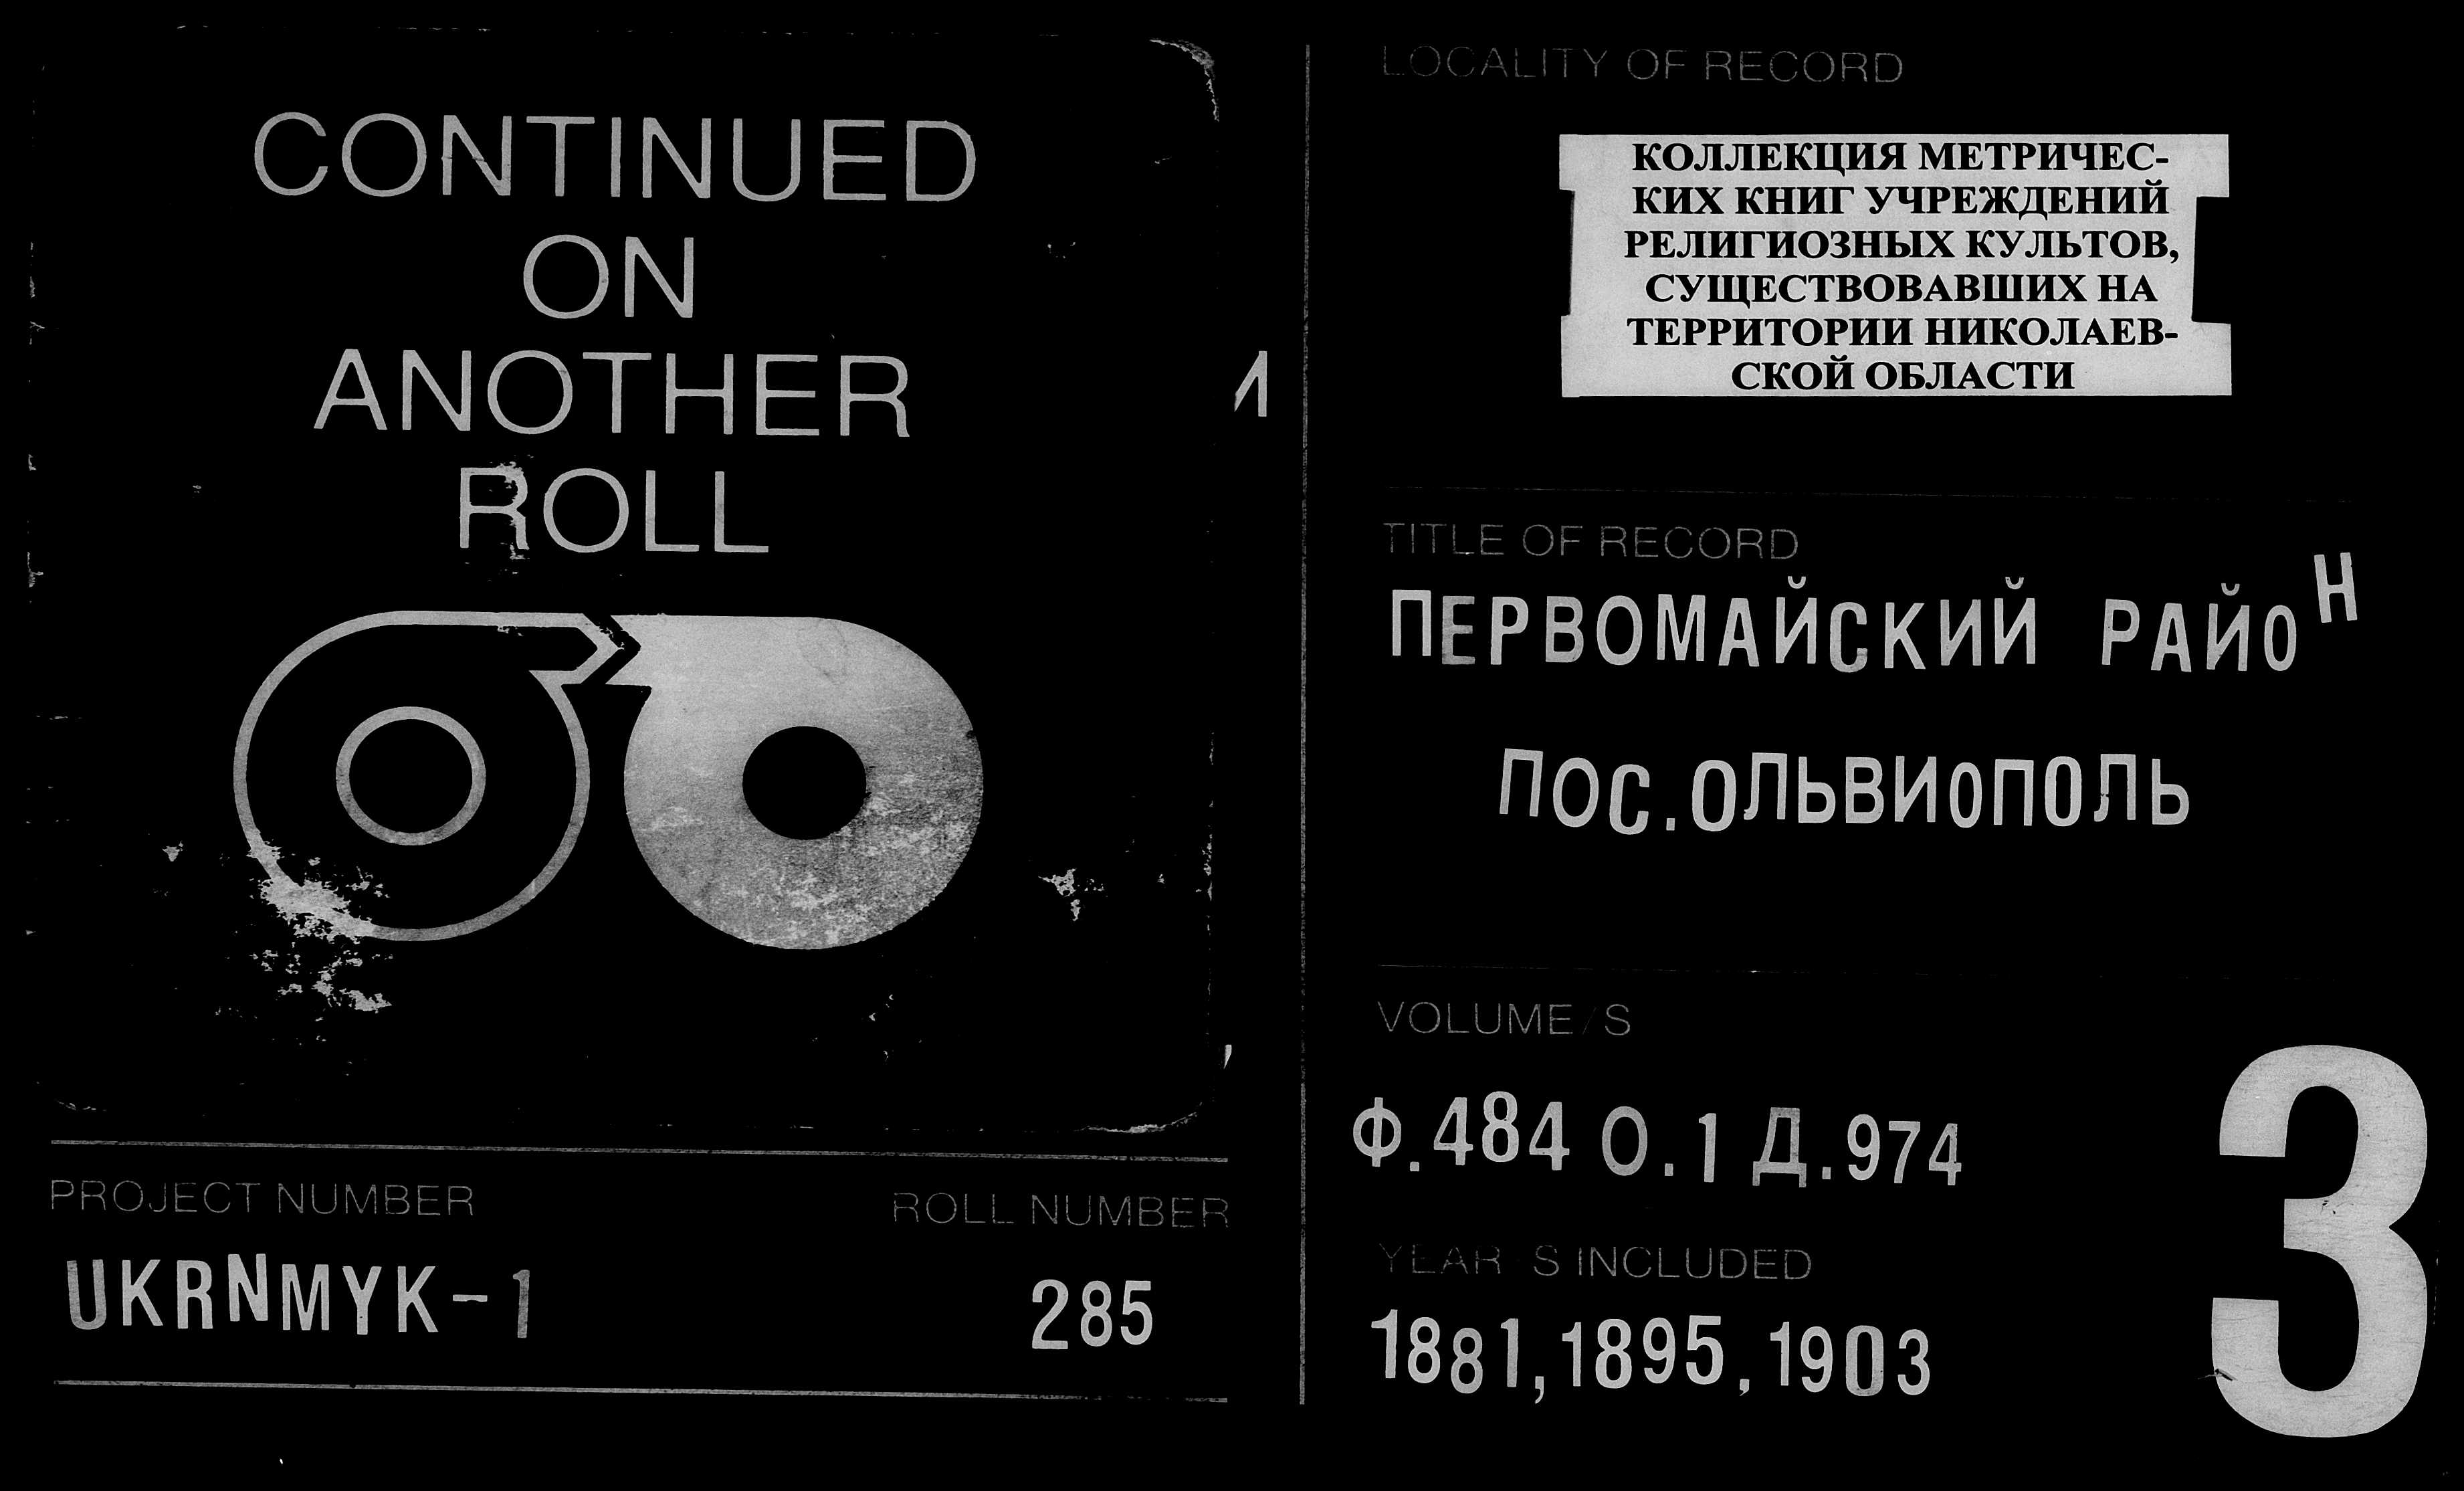 CONTINUED
ON
ANOTHER
ROLL
PROJECT NUMBER
ROLL NUMBER
UKRNMYK-1
285
1
LOCALITY OF RECORD
КОЛЛЕКЦИЯ МЕТРИЧЕС-
КИХ КНИГ УЧРЕЖДЕНИЙ
РЕЛИГИОЗНЫХ КУЛЬТОВ,
СУЩЕСТВОВАВШИХ НА
ТЕРРИТОРИИ НИКОЛАЕВ-
СКОЙ ОБЛАСТИ
TITLE OF RECORD
ПЕРВОМАЙСКИЙ РАЙОН
ПОС.ОЛЬВИОПОЛЬ
VOLUME/S
Ф.484 О.1 Д.974
YEAR S INCLUDED
1881,1895,1903
3